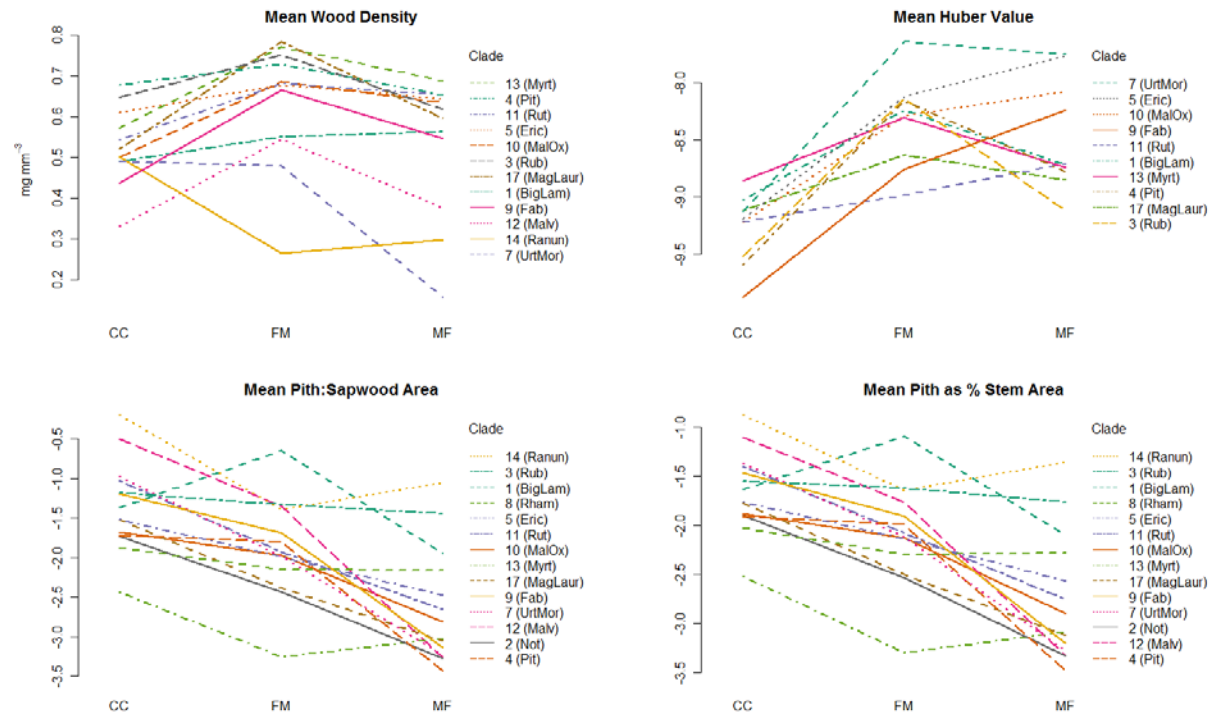 Mean Wood Density
mg mm⁻³
0.8
0.7
0.6
0.5
0.4
0.3
0.2
CC
FM
MF
Clade
13 (Myrt)
4 (Pit)
11 (Rut)
5 (Eric)
10 (MalOx)
3 (Rub)
17 (MagLaur)
1 (BigLam)
9 (Fab)
12 (Malv)
14 (Ranun)
7 (UrtMor)
Mean Huber Value
-8.0
-8.5
-9.0
-9.5
CC
FM
MF
Clade
7 (UrtMor)
5 (Eric)
10 (MalOx)
9 (Fab)
11 (Rut)
1 (BigLam)
13 (Myrt)
4 (Pit)
17 (MagLaur)
3 (Rub)
Mean Pith:Sapwood Area
-0.5
-1.0
-1.5
-2.0
-2.5
-3.0
-3.5
CC
FM
MF
Clade
14 (Ranun)
3 (Rub)
1 (BigLam)
8 (Rham)
5 (Eric)
11 (Rut)
10 (MalOx)
13 (Myrt)
17 (MagLaur)
9 (Fab)
7 (UrtMor)
12 (Malv)
2 (Not)
4 (Pit)
Mean Pith as % Stem Area
-1.0
-1.5
-2.0
-2.5
-3.0
-3.5
CC
FM
MF
Clade
14 (Ranun)
3 (Rub)
1 (BigLam)
8 (Rham)
5 (Eric)
11 (Rut)
10 (MalOx)
13 (Myrt)
17 (MagLaur)
9 (Fab)
7 (UrtMor)
2 (Not)
12 (Malv)
4 (Pit)